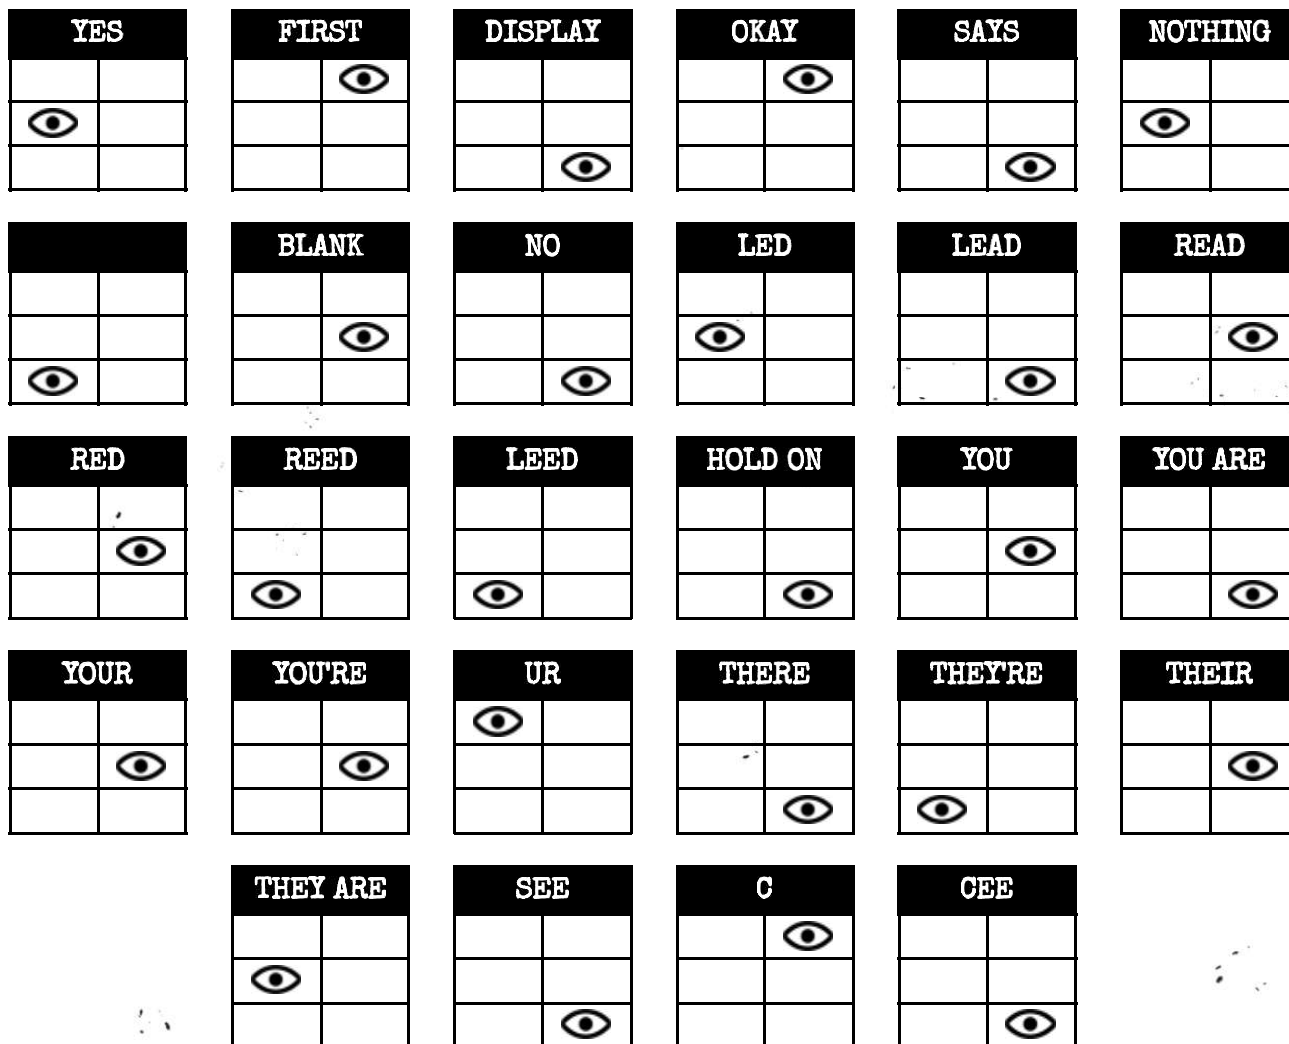 YES FIRST DISPLAY OKAY SAYS NOTHING
BLANK NO LED LEAD READ
RED REED LEED HOLD ON YOU YOU ARE
YOUR YOU'RE UR THERE THEY'RE THEIR
THEY ARE SEE C CEE